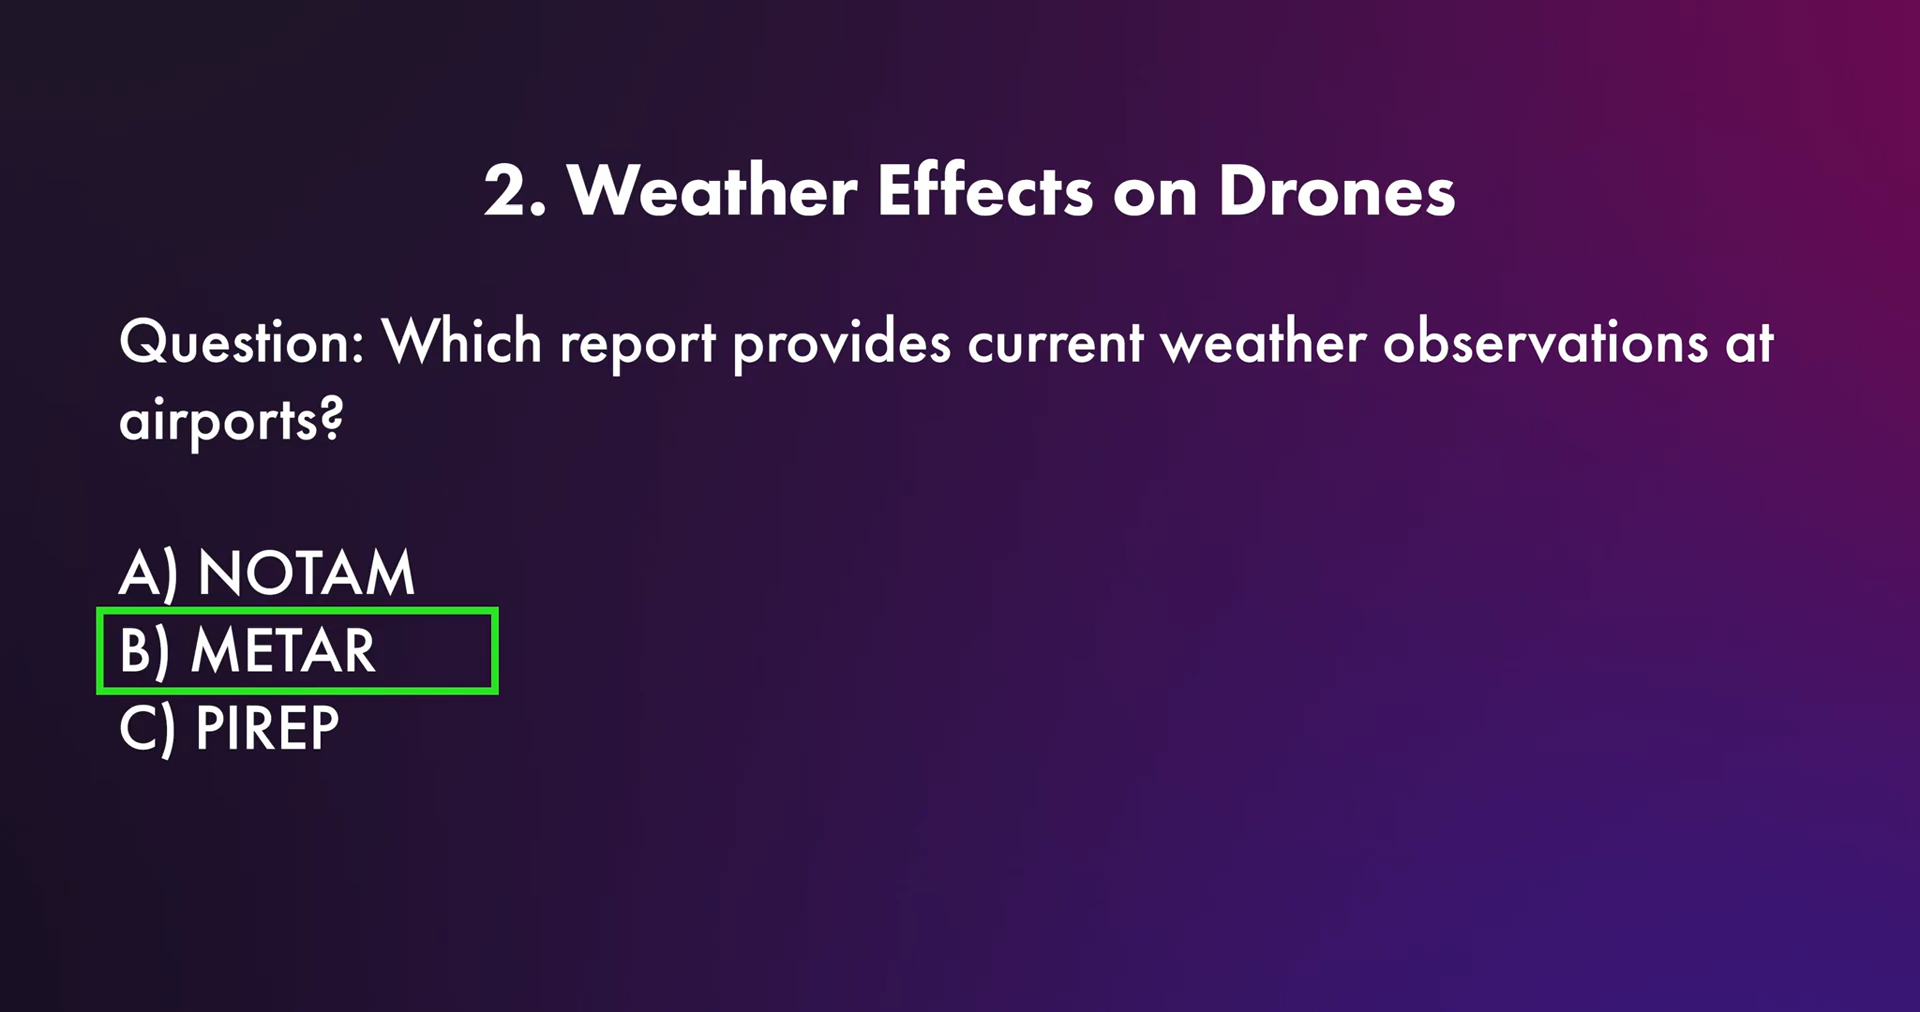 2. Weather Effects on Drones
Question: Which report provides current weather observations at
airports?
A) NOTAM
B) METAR
C) PIREP